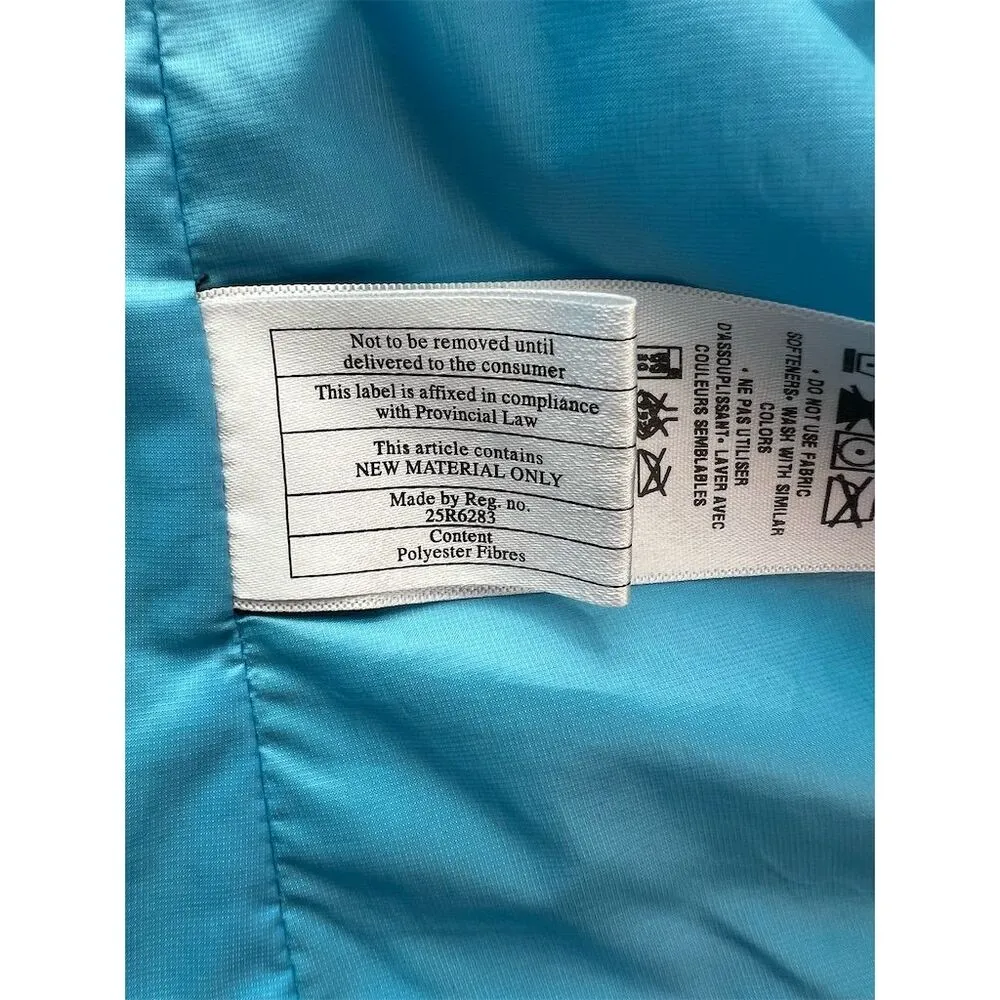 Not to be removed until
delivered to the consumer
This label is affixed in compliance
with Provincial Law
This article contains
NEW MATERIAL ONLY
Made by Reg. no.
25R6283
Content
Polyester Fibres
• DO NOT USE FABRIC
SOFTENERS• WASH WITH SIMILAR
COLORS
• NE PAS UTILISER
D'ASSOUPLISSANT• LAVER AVEC
COULEURS SEMBLABLES